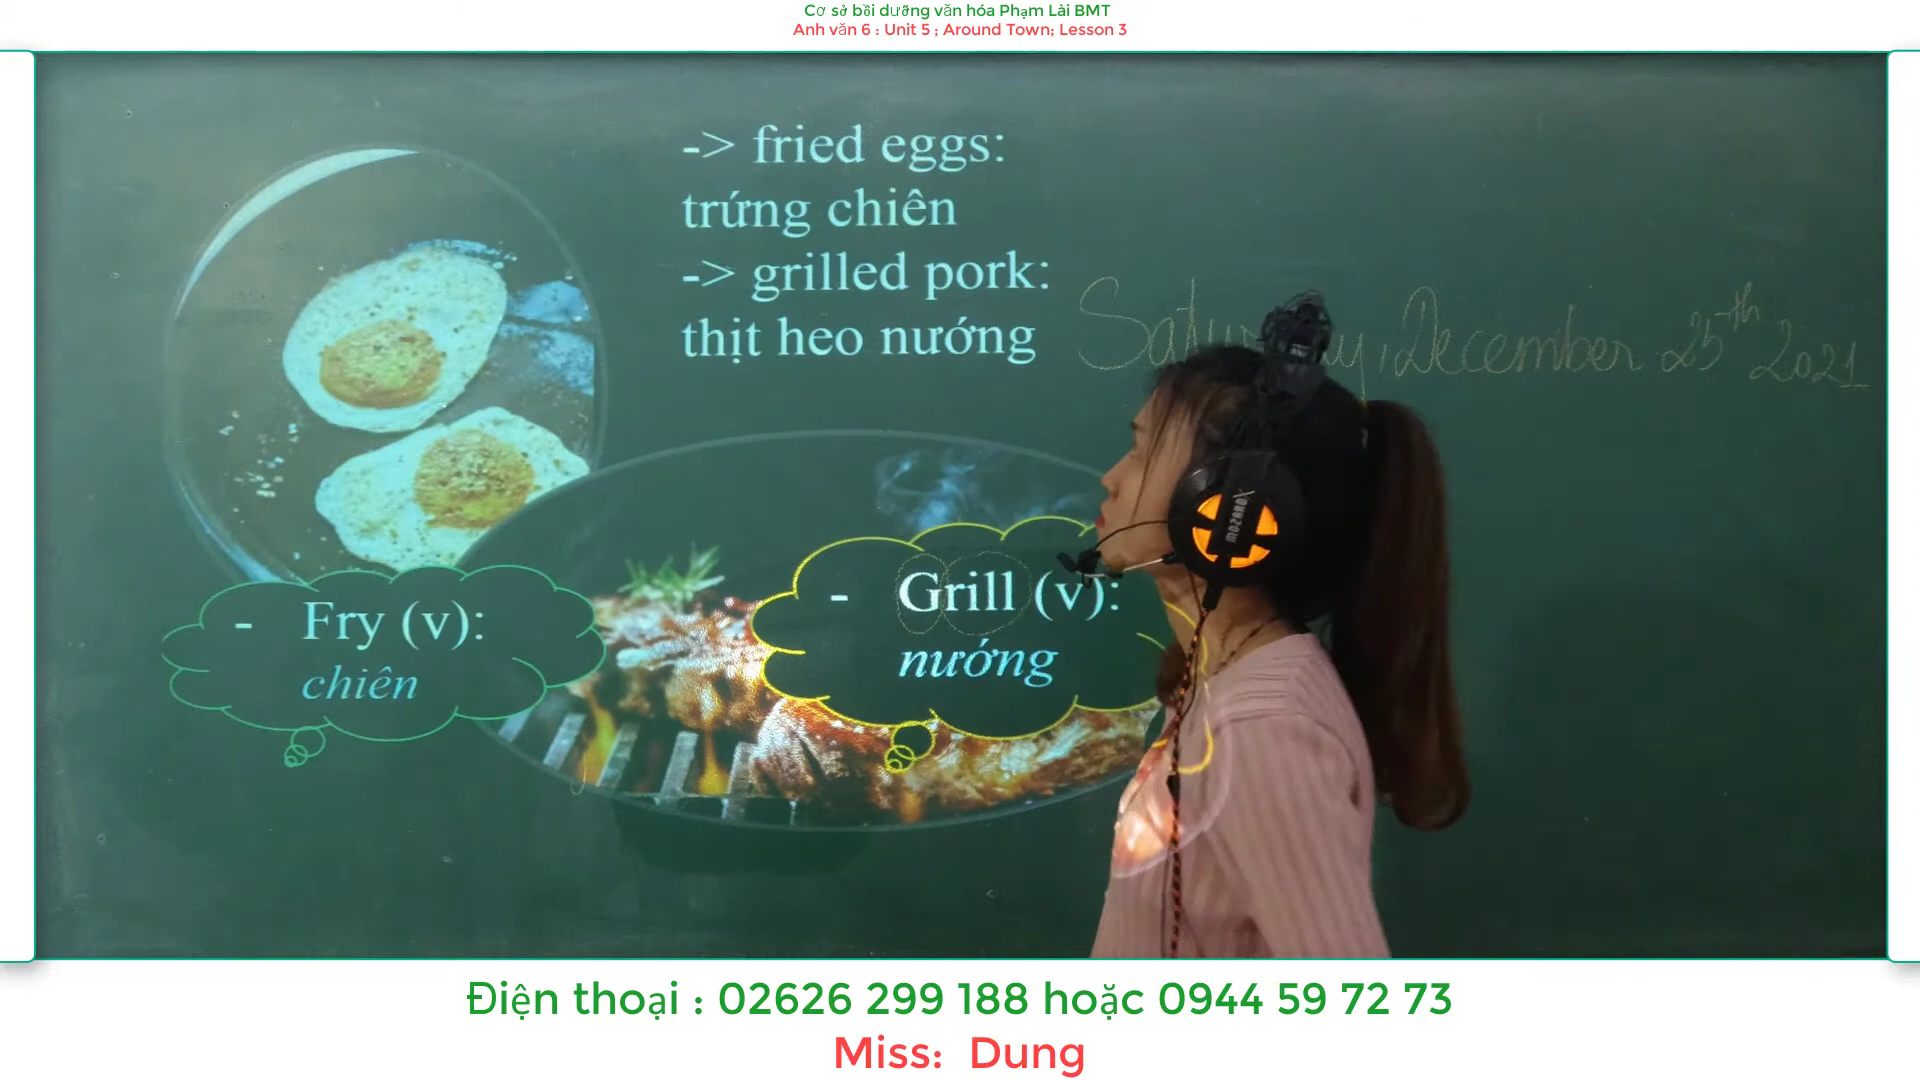 Cơ sở bồi dưỡng văn hóa Phạm Lài BMT
Anh văn 6 : Unit 5 ; Around Town; Lesson 3
-> fried eggs:
trứng chiên
-> grilled pork:
thịt heo nướng
December 25th 2021
- Fry (v):
chiên
- Grill (v):
nướng
MOZARDX
Điện thoại : 02626 299 188 hoặc 0944 59 72 73
Miss: Dung